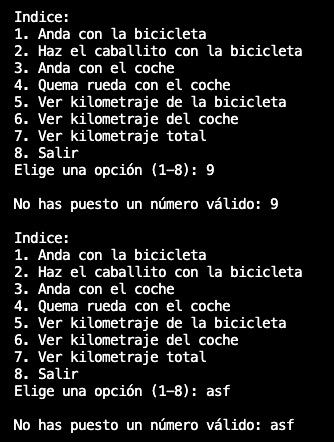 Indice:
1. Anda con la bicicleta
2. Haz el caballito con la bicicleta
3. Anda con el coche
4. Quema rueda con el coche
5. Ver kilometraje de la bicicleta
6. Ver kilometraje del coche
7. Ver kilometraje total
8. Salir
Elige una opción (1-8): 9
No has puesto un número válido: 9
Indice:
1. Anda con la bicicleta
2. Haz el caballito con la bicicleta
3. Anda con el coche
4. Quema rueda con el coche
5. Ver kilometraje de la bicicleta
6. Ver kilometraje del coche
7. Ver kilometraje total
8. Salir
Elige una opción (1-8): asf
No has puesto un número válido: asf